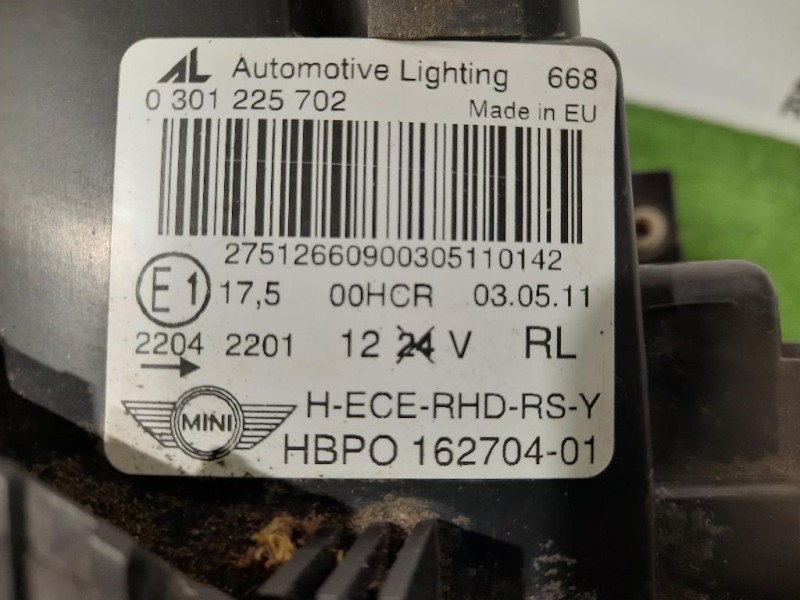 AL Automotive Lighting 668
0 301 225 702 Made in EU
27512660900305110142
E1 17,5 00HCR 03.05.11
2204 2201 12 24 V RL
MINI H-ECE-RHD-RS-Y
HBPO 162704-01